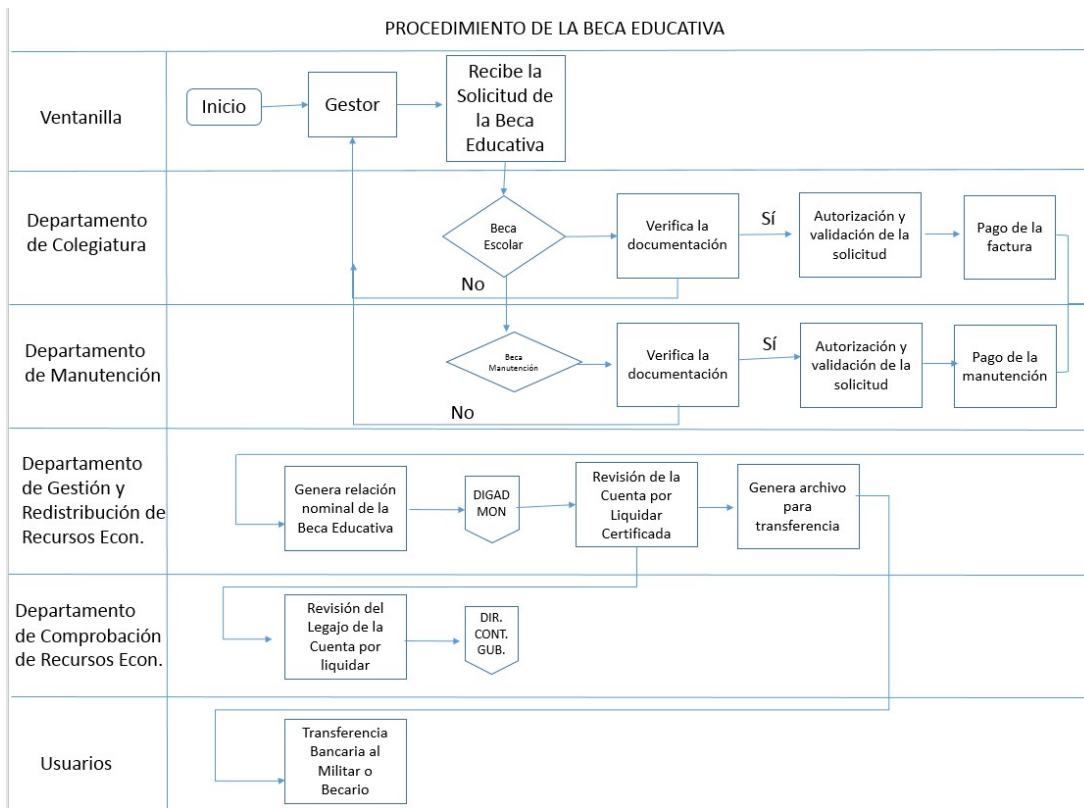 PROCEDIMIENTO DE LA BECA EDUCATIVA
Ventanilla
Inicio
Gestor
Recibe la
Solicitud de
la Beca
Educativa
Departamento
de Colegiatura
Beca
Escolar
Verifica la
documentación
Sí
Autorización y
validación de la
solicitud
Pago de la
factura
No
Departamento
de Manutención
Beca
Manutención
Verifica la
documentación
Sí
Autorización y
validación de la
solicitud
Pago de la
manutención
No
Departamento
de Gestión y
Redistribución de
Recursos Econ.
Genera relación
nominal de la
Beca Educativa
DIGAD
MON
Revisión de la
Cuenta por
Liquidar
Certificada
Genera archivo
para
transferencia
Departamento
de Comprobación
de Recursos Econ.
Revisión del
Legajo de la
Cuenta por
liquidar
DIR.
CONT.
GUB.
Usuarios
Transferencia
Bancaria al
Militar o
Becario